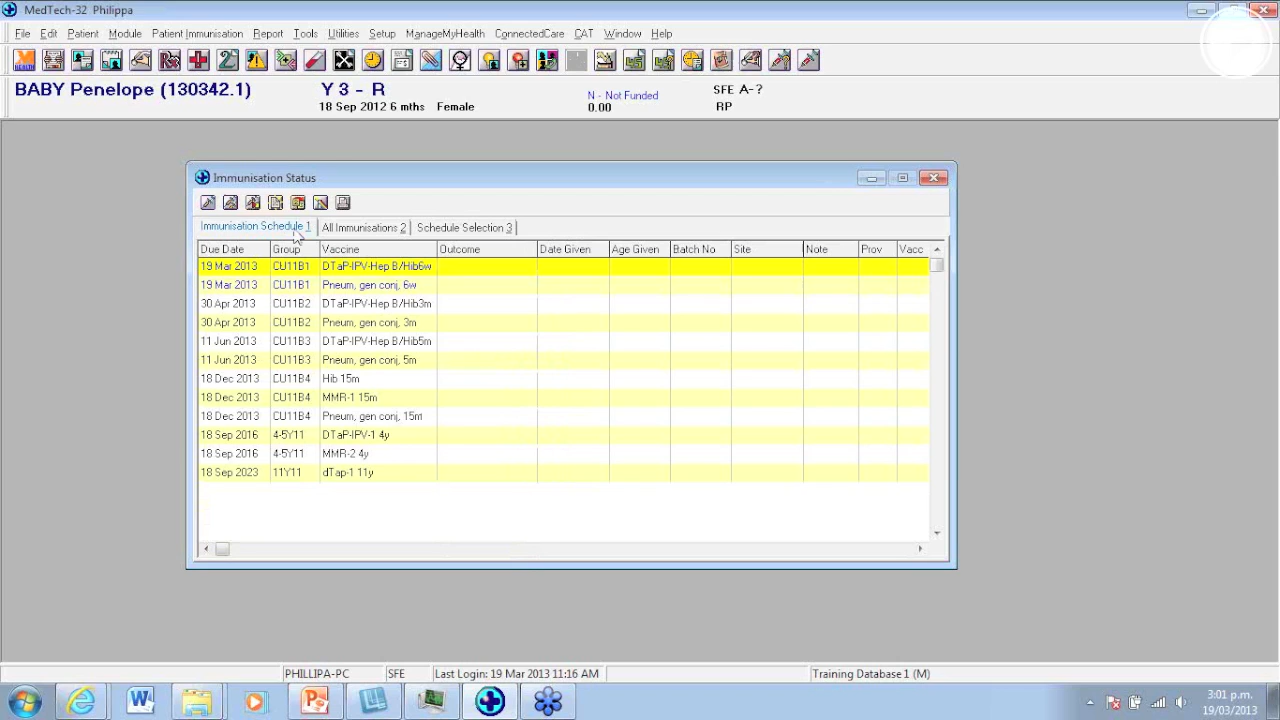 MedTech-32 Philippa
File Edit Patient Module Patient Immunisation Report Tools Utilities Setup ManageMyHealth ConnectedCare CAT Window Help
BABY Penelope (130342.1) Y 3 - R N - Not Funded SFE A-?
18 Sep 2012 6 mths Female 0.00 RP
Immunisation Status
Immunisation Schedule 1 All Immunisations 2 Schedule Selection 3
Due Date Group Vaccine Outcome Date Given Age Given Batch No Site Note Prov Vacc
19 Mar 2013 CU11B1 DTaP-IPV-Hep B/Hib6w
19 Mar 2013 CU11B1 Pneum, gen conj, 6w
30 Apr 2013 CU11B2 DTaP-IPV-Hep B/Hib3m
30 Apr 2013 CU11B2 Pneum, gen conj, 3m
11 Jun 2013 CU11B3 DTaP-IPV-Hep B/Hib5m
11 Jun 2013 CU11B3 Pneum, gen conj, 5m
18 Dec 2013 CU11B4 Hib 15m
18 Dec 2013 CU11B4 MMR-1 15m
18 Dec 2013 CU11B4 Pneum, gen conj, 15m
18 Sep 2016 4-5Y11 DTaP-IPV-1 4y
18 Sep 2016 4-5Y11 MMR-2 4y
18 Sep 2023 11Y11 dTap-1 11y
PHILLIPA-PC SFE Last Login: 19 Mar 2013 11:16 AM Training Database 1 (M)
3:01 p.m.
19/03/2013